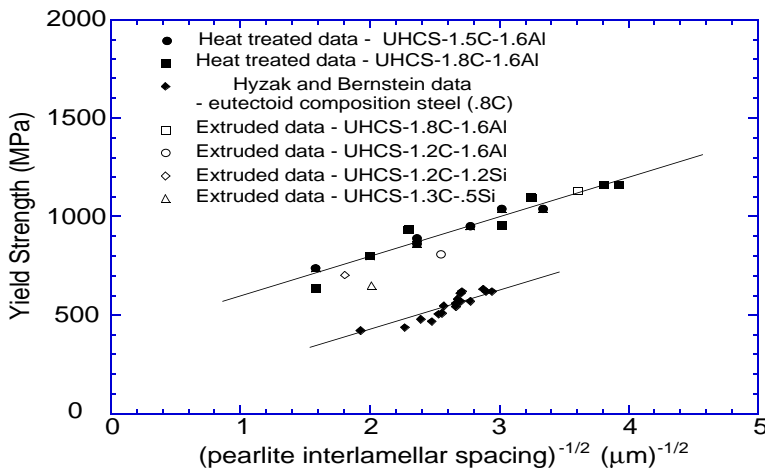 2000
Heat treated data - UHCS-1.5C-1.6Al
Heat treated data - UHCS-1.8C-1.6Al
Hyzak and Bernstein data
- eutectoid composition steel (.8C)
1500
Extruded data - UHCS-1.8C-1.6Al
Extruded data - UHCS-1.2C-1.6Al
Extruded data - UHCS-1.2C-1.2Si
Extruded data - UHCS-1.3C-.5Si
1000
Yield Strength (MPa)
500
0
0 1 2 3 4 5
(pearlite interlamellar spacing)^-1/2 (μm)^-1/2